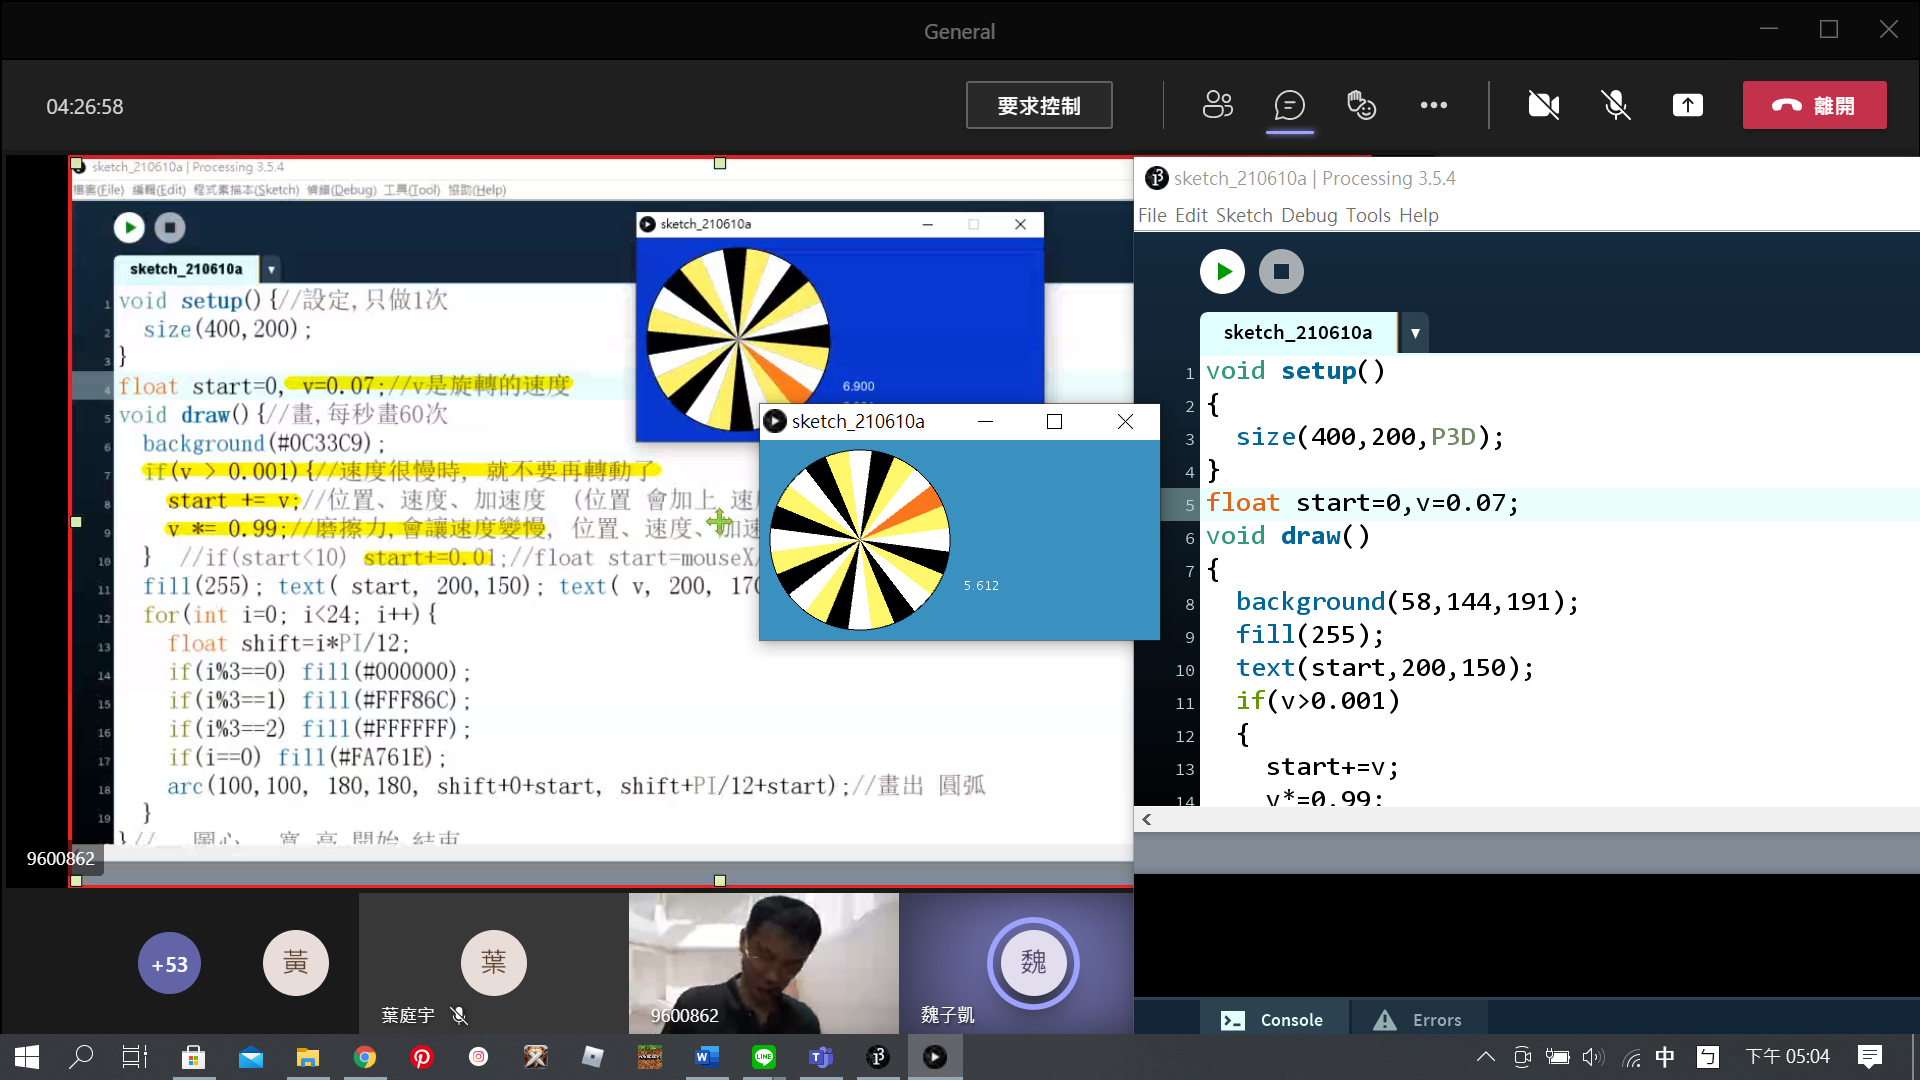 General
04:26:58
要求控制
離開
sketch_210610a | Processing 3.5.4
檔案(File) 編輯(Edit) 程式素描本(Sketch) 偵錯(Debug) 工具(Tool) 協助(Help)
sketch_210610a
1 void setup(){//設定,只做1次
2 size(400,200);
3 }
4 float start=0, v=0.07;//v是旋轉的速度
5 void draw(){//畫,每秒畫60次
6 background(#0C33C9);
7 if(v > 0.001){//速度很慢時, 就不要再轉動了
8 start += v;//位置、速度、加速度 (位置 會加上 速
9 v *= 0.99;//磨擦力,會讓速度變慢, 位置、速度、加速
10 } //if(start<10) start+=0.01;//float start=mouseX/
11 fill(255); text( start, 200,150); text( v, 200, 170
12 for(int i=0; i<24; i++){
13 float shift=i*PI/12;
14 if(i%3==0) fill(#000000);
15 if(i%3==1) fill(#FFF86C);
16 if(i%3==2) fill(#FFFFFF);
17 if(i==0) fill(#FA761E);
18 arc(100,100, 180,180, shift+0+start, shift+PI/12+start);//畫出 圓弧
19 }
}// 圓心, 寬,高,開始,結束
sketch_210610a
6.900
sketch_210610a
5.612
9600862
sketch_210610a | Processing 3.5.4
File Edit Sketch Debug Tools Help
sketch_210610a
1 void setup()
2 {
3 size(400,200,P3D);
4 }
5 float start=0,v=0.07;
6 void draw()
7 {
8 background(58,144,191);
9 fill(255);
10 text(start,200,150);
11 if(v>0.001)
12 {
13 start+=v;
14 v*=0.99;
Console
Errors
+53
黃
葉
葉庭宇
9600862
魏
魏子凱
中
ㄅ
下午 05:04